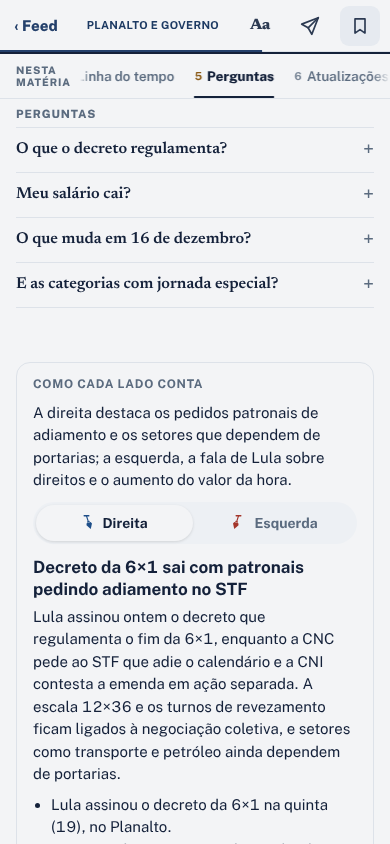 ‹ Feed
PLANALTO E GOVERNO
Aa
NESTA
MATÉRIA
inha do tempo
5 Perguntas
6 Atualizações
PERGUNTAS
O que o decreto regulamenta? +
Meu salário cai? +
O que muda em 16 de dezembro? +
E as categorias com jornada especial? +
COMO CADA LADO CONTA
A direita destaca os pedidos patronais de
adiamento e os setores que dependem de
portarias; a esquerda, a fala de Lula sobre
direitos e o aumento do valor da hora.
Direita
Esquerda
Decreto da 6×1 sai com patronais
pedindo adiamento no STF
Lula assinou ontem o decreto que
regulamenta o fim da 6×1, enquanto a CNC
pede ao STF que adie o calendário e a CNI
contesta a emenda em ação separada. A
escala 12×36 e os turnos de revezamento
ficam ligados à negociação coletiva, e setores
como transporte e petróleo ainda dependem
de portarias.
• Lula assinou o decreto da 6×1 na quinta
(19), no Planalto.